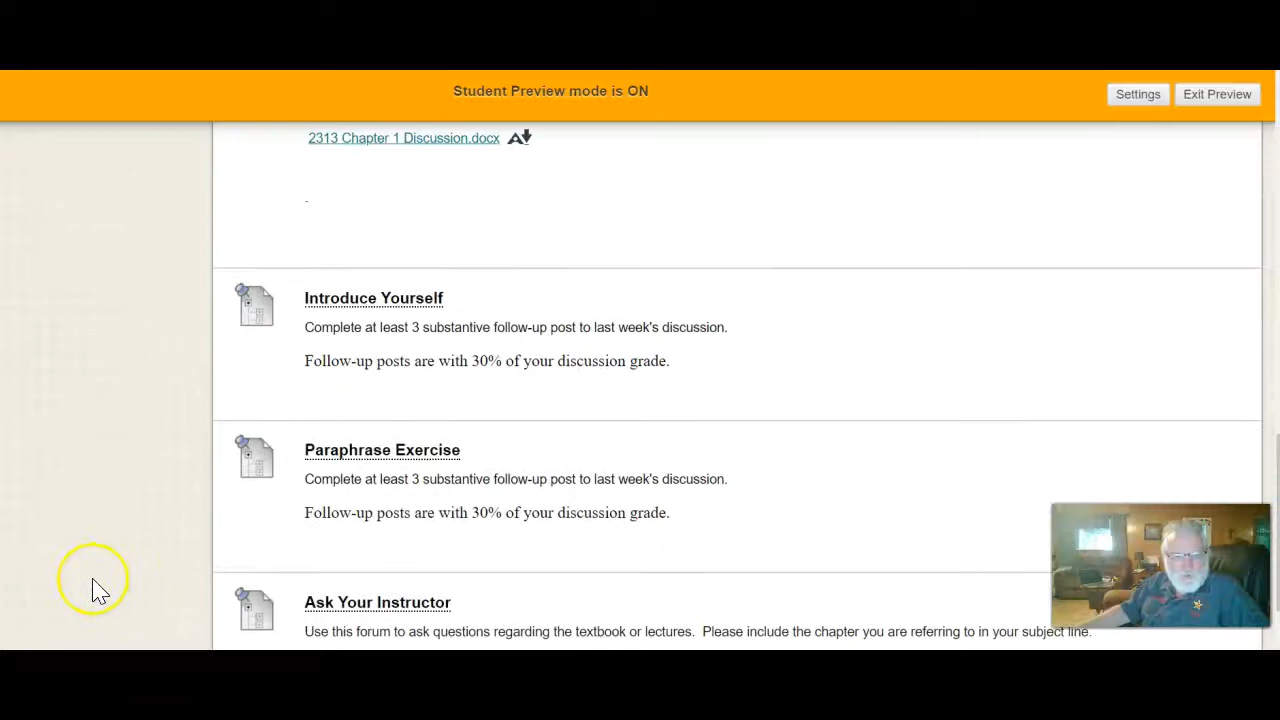 Student Preview mode is ON
Settings
Exit Preview
2313 Chapter 1 Discussion.docx
-
Introduce Yourself
Complete at least 3 substantive follow-up post to last week's discussion.
Follow-up posts are with 30% of your discussion grade.
Paraphrase Exercise
Complete at least 3 substantive follow-up post to last week's discussion.
Follow-up posts are with 30% of your discussion grade.
Ask Your Instructor
Use this forum to ask questions regarding the textbook or lectures.  Please include the chapter you are referring to in your subject line.